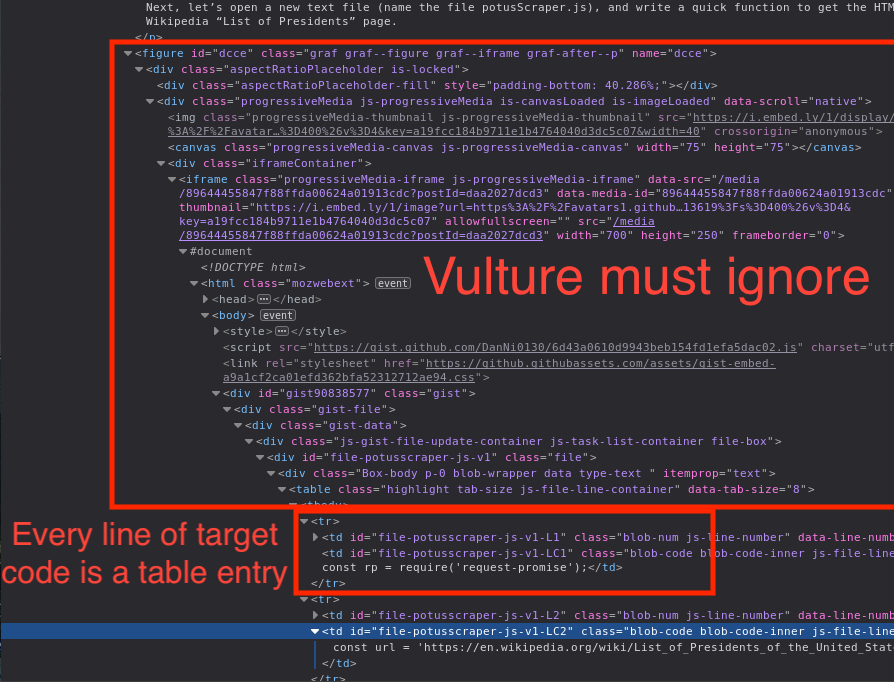 Next, let's open a new text file (name the file potusScraper.js), and write a quick function to get the HTM
Wikipedia “List of Presidents” page.
</p>
<figure id="dcce" class="graf graf--figure graf--iframe graf-after--p" name="dcce">
<div class="aspectRatioPlaceholder is-locked">
<div class="aspectRatioPlaceholder-fill" style="padding-bottom: 40.286%;"></div>
<div class="progressiveMedia js-progressiveMedia is-canvasLoaded is-imageLoaded" data-scroll="native">
<img class="progressiveMedia-thumbnail js-progressiveMedia-thumbnail" src="https://i.embed.ly/1/display/
%3A%2F%2Favatar…%3D400%26v%3D4&key=a19fcc184b9711e1b4764040d3dc5c07&width=40" crossorigin="anonymous">
<canvas class="progressiveMedia-canvas js-progressiveMedia-canvas" width="75" height="75"></canvas>
<div class="iframeContainer">
<iframe class="progressiveMedia-iframe js-progressiveMedia-iframe" data-src="/media
/89644455847f88ffda00624a01913cdc?postId=daa2027dcd3" data-media-id="89644455847f88ffda00624a01913cdc"
thumbnail="https://i.embed.ly/1/image?url=https%3A%2F%2Favatars1.github…13619%3Fs%3D400%26v%3D4&
key=a19fcc184b9711e1b4764040d3dc5c07" allowfullscreen="" src="/media
/89644455847f88ffda00624a01913cdc?postId=daa2027dcd3" width="700" height="250" frameborder="0">
#document
<!DOCTYPE html>
<html class="mozwebext"> event
Vulture must ignore
<head> … </head>
<body> event
<style> … </style>
<script src="https://gist.github.com/DanNi0130/6d43a0610d9943beb154fd1efa5dac02.js" charset="utf
<link rel="stylesheet" href="https://github.githubassets.com/assets/gist-embed-
a9a1cf2ca01efd362bfa52312712ae94.css">
<div id="gist90838577" class="gist">
<div class="gist-file">
<div class="gist-data">
<div class="js-gist-file-update-container js-task-list-container file-box">
<div id="file-potusscraper-js-v1" class="file">
<div class="Box-body p-0 blob-wrapper data type-text " itemprop="text">
<table class="highlight tab-size js-file-line-container" data-tab-size="8">
<tbody>
Every line of target
code is a table entry
<tr>
<td id="file-potusscraper-js-v1-L1" class="blob-num js-line-number" data-line-numb
<td id="file-potusscraper-js-v1-LC1" class="blob-code blob-code-inner js-file-line
const rp = require('request-promise');</td>
</tr>
<tr>
<td id="file-potusscraper-js-v1-L2" class="blob-num js-line-number" data-line-numb
<td id="file-potusscraper-js-v1-LC2" class="blob-code blob-code-inner js-file-line
const url = 'https://en.wikipedia.org/wiki/List_of_Presidents_of_the_United_Stat
</td>
</tr>